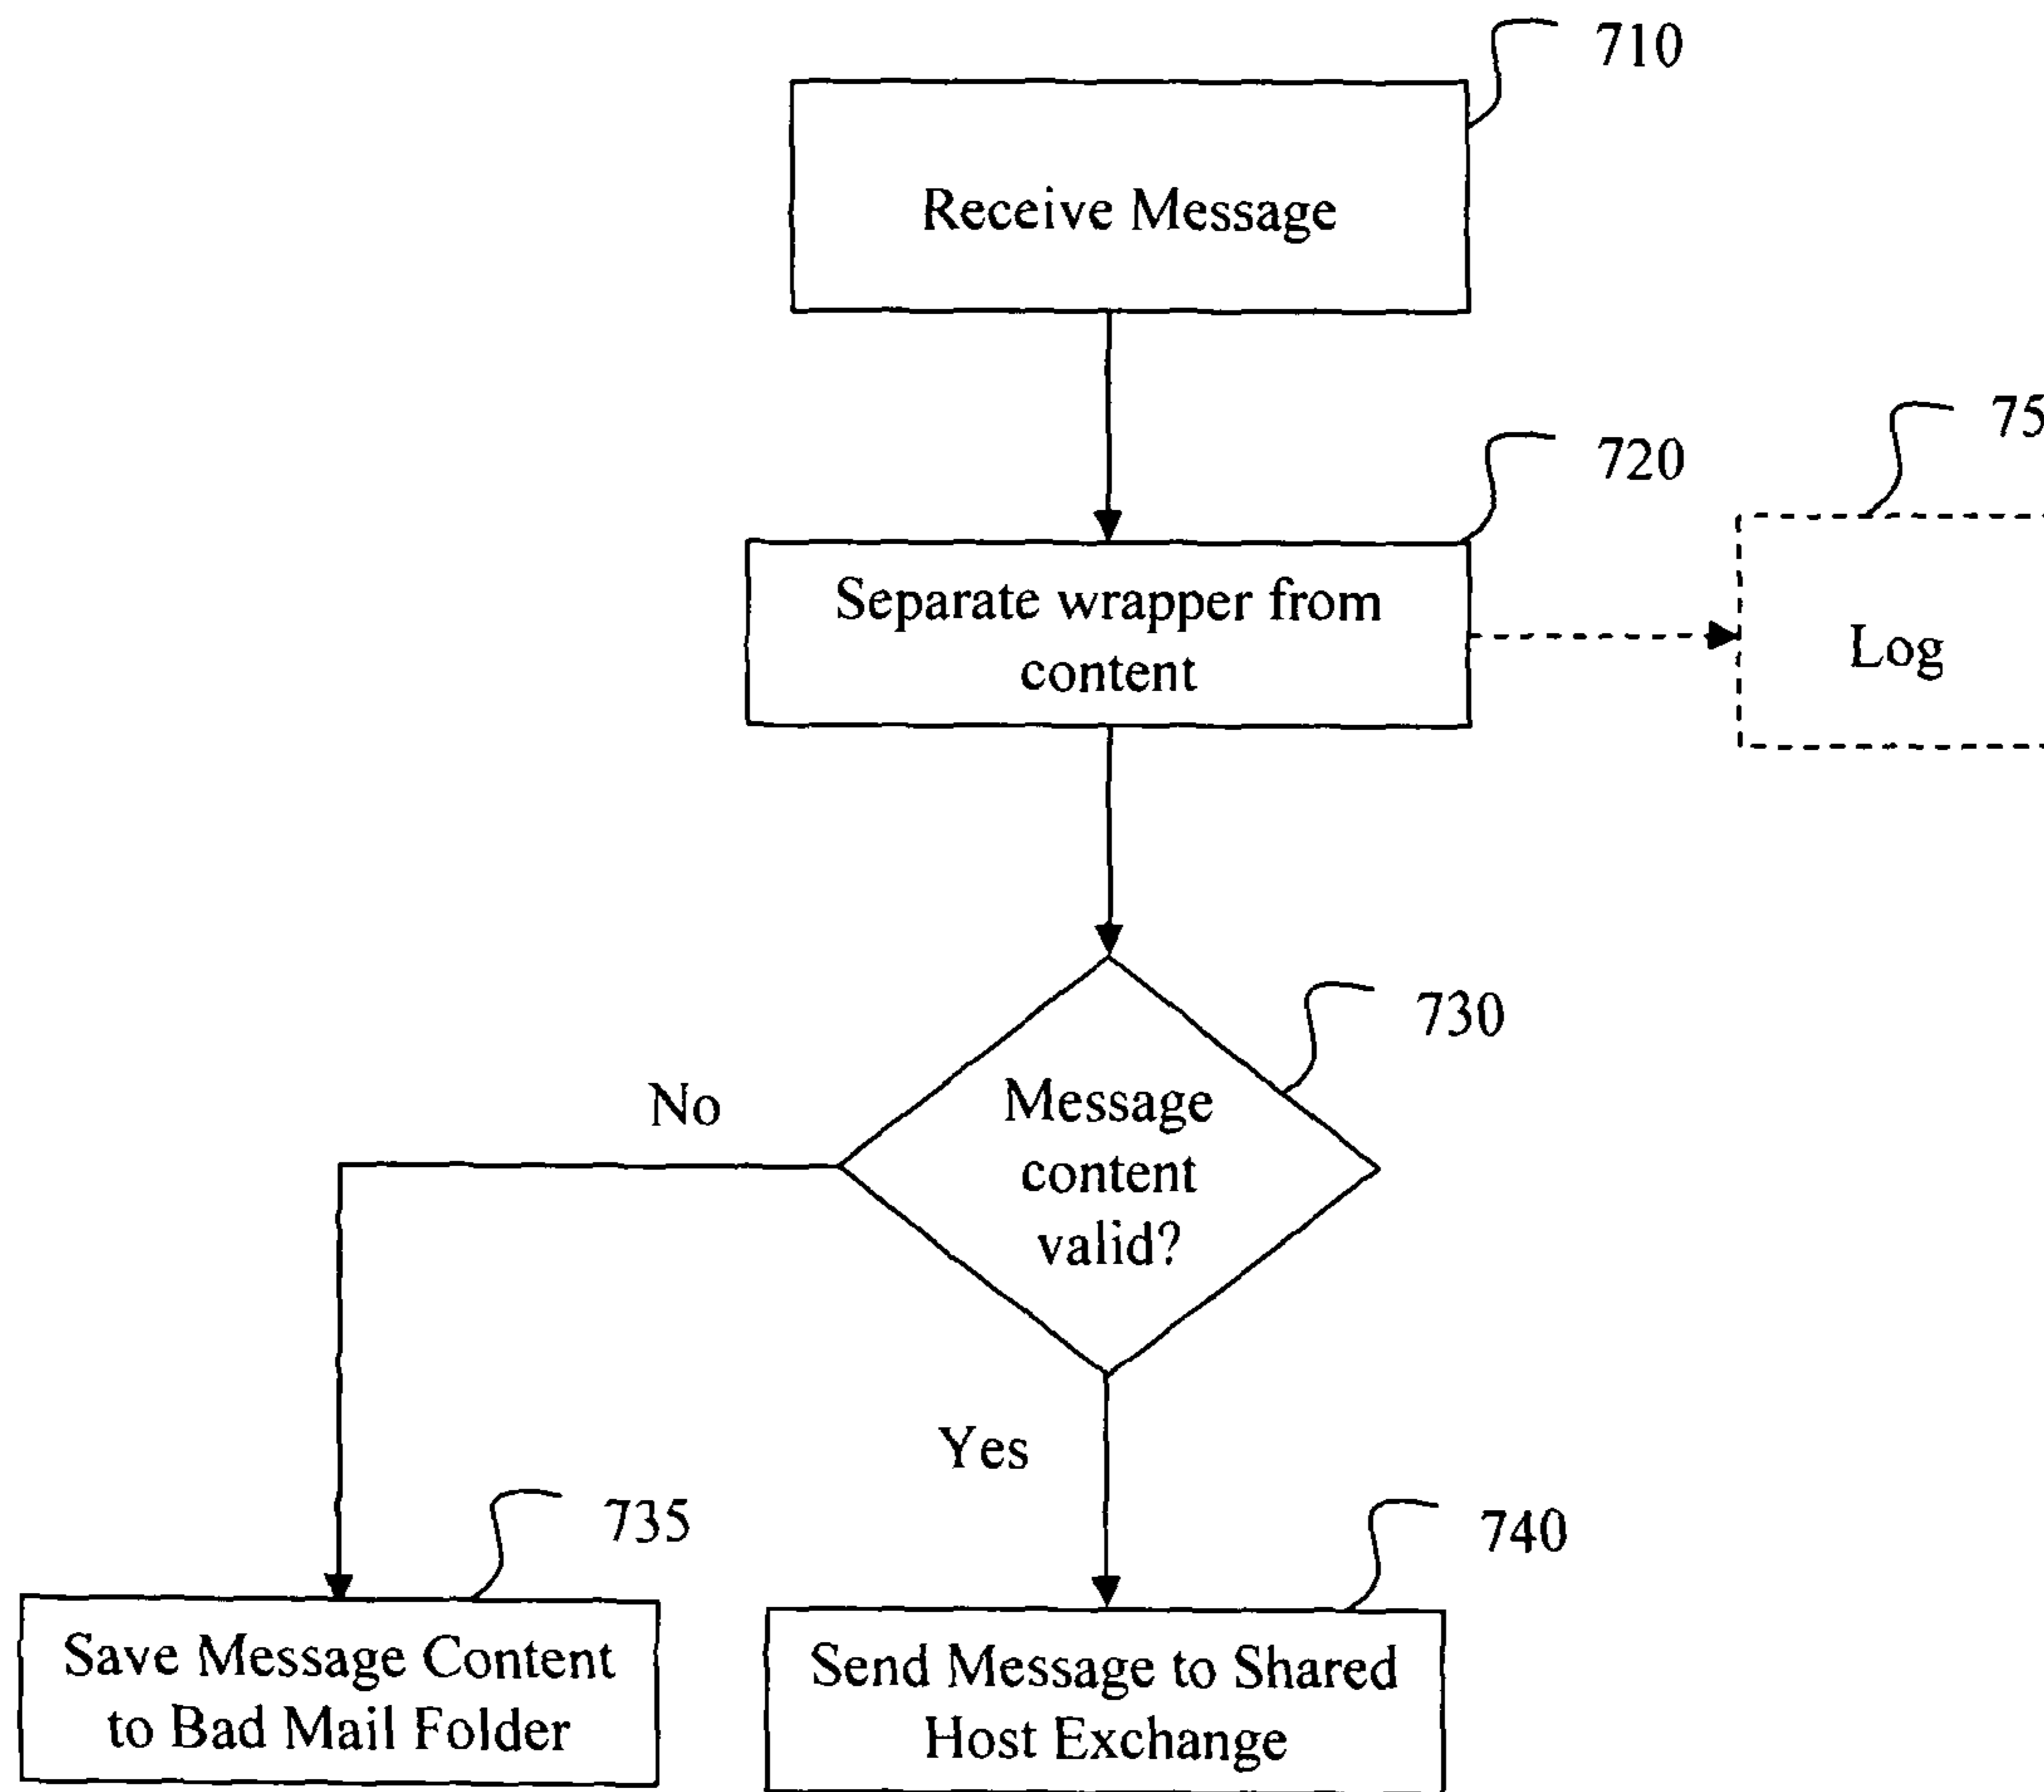 710
Receive Message
75
720
Separate wrapper from
content
Log
730
Message
content
valid?
No
Yes
735
740
Save Message Content
to Bad Mail Folder
Send Message to Shared
Host Exchange